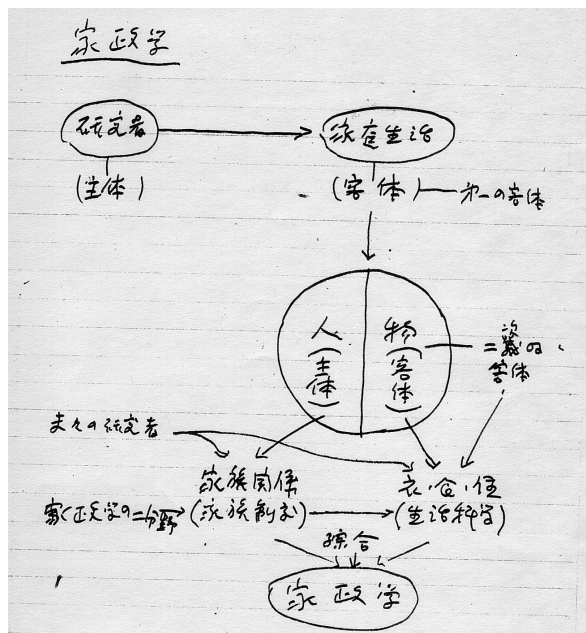 家政学
研究者
家庭生活
(主体)
(客体)
第一の客体
人(主体)
物(客体)
二次的
客体
夫々の研究者
家族関係
(家族制度)
衣・食・住
(生活科学)
家政学の二分野
綜合
家政学